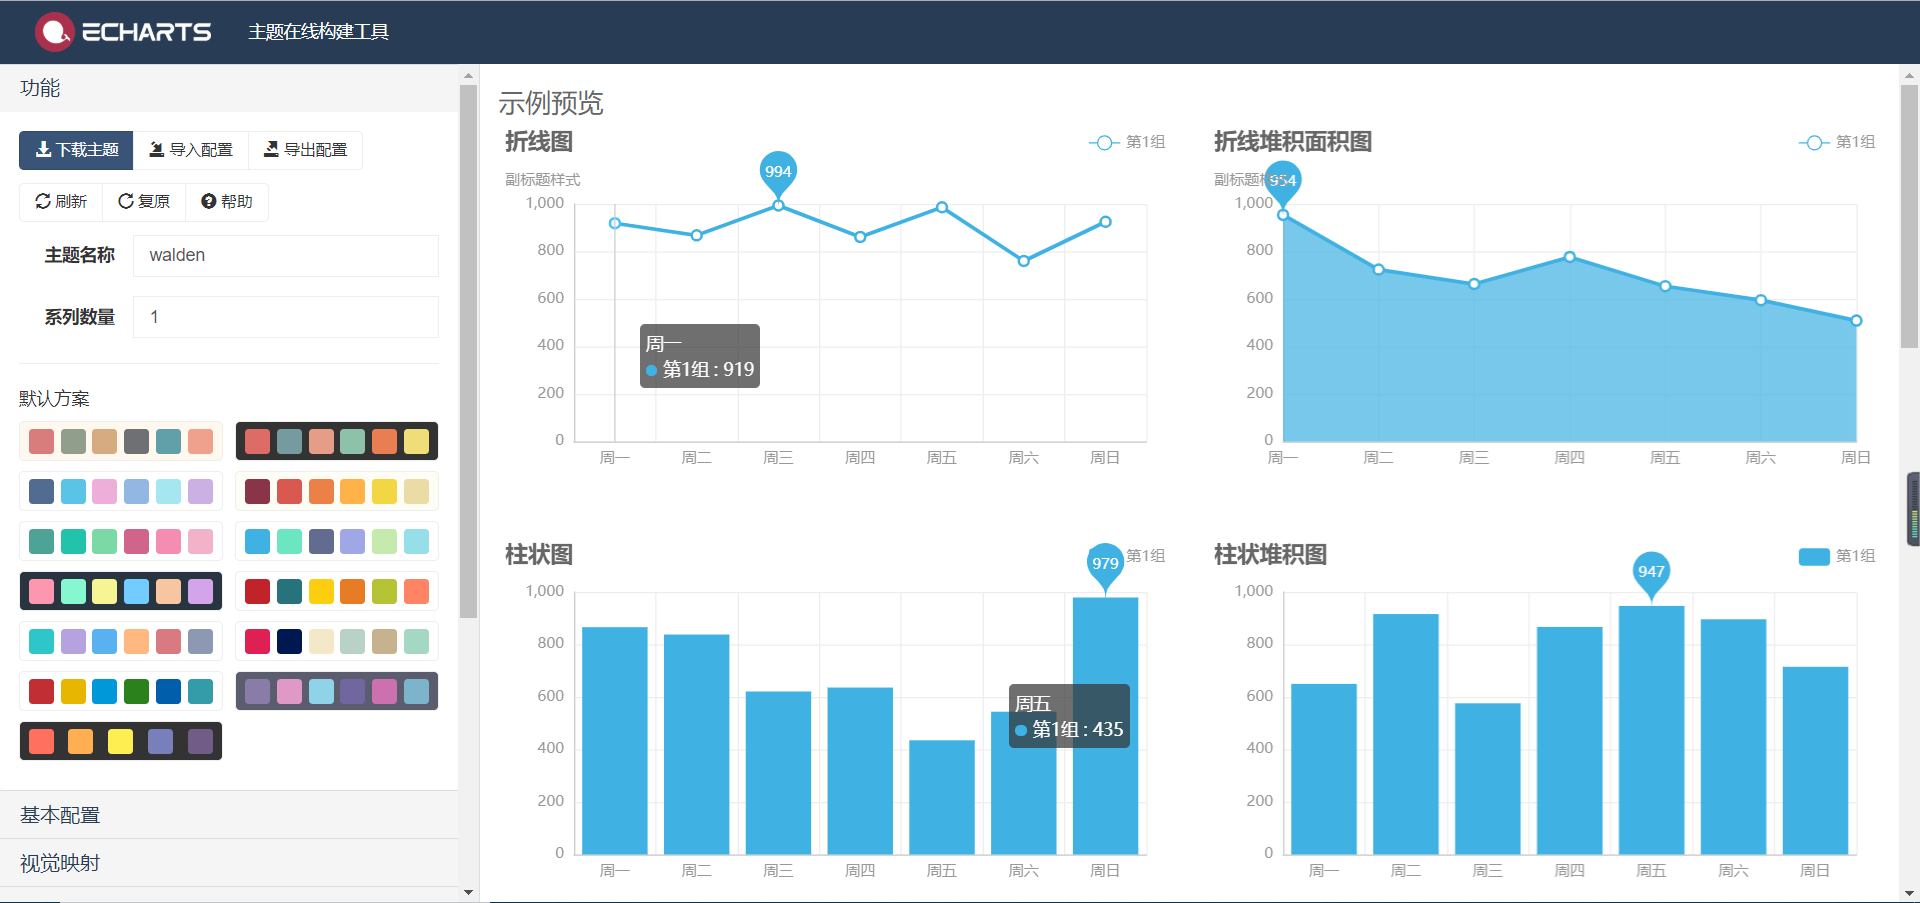 ECHARTS 主题在线构建工具
功能
下载主题 导入配置 导出配置
刷新 复原 帮助
主题名称 walden
系列数量 1
默认方案
基本配置
视觉映射
示例预览
折线图
第1组
副标题样式
994
1,000
800
600
400
200
0
周一 周二 周三 周四 周五 周六 周日
周一
第1组 : 919
折线堆积面积图
第1组
副标题
954
1,000
800
600
400
200
0
周一 周二 周三 周四 周五 周六 周日
柱状图
第1组
979
1,000
800
600
400
200
0
周一 周二 周三 周四 周五 周六 周日
周五
第1组 : 435
柱状堆积图
第1组
947
1,000
800
600
400
200
0
周一 周二 周三 周四 周五 周六 周日